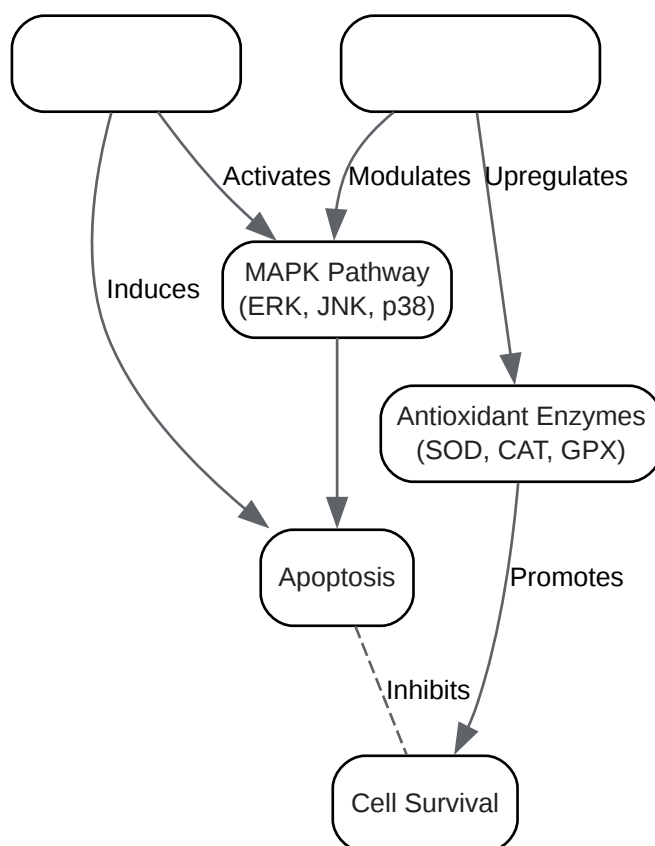 Activates
Modulates
Upregulates
MAPK Pathway
(ERK, JNK, p38)
Induces
Antioxidant Enzymes
(SOD, CAT, GPX)
Apoptosis
Promotes
Inhibits
Cell Survival